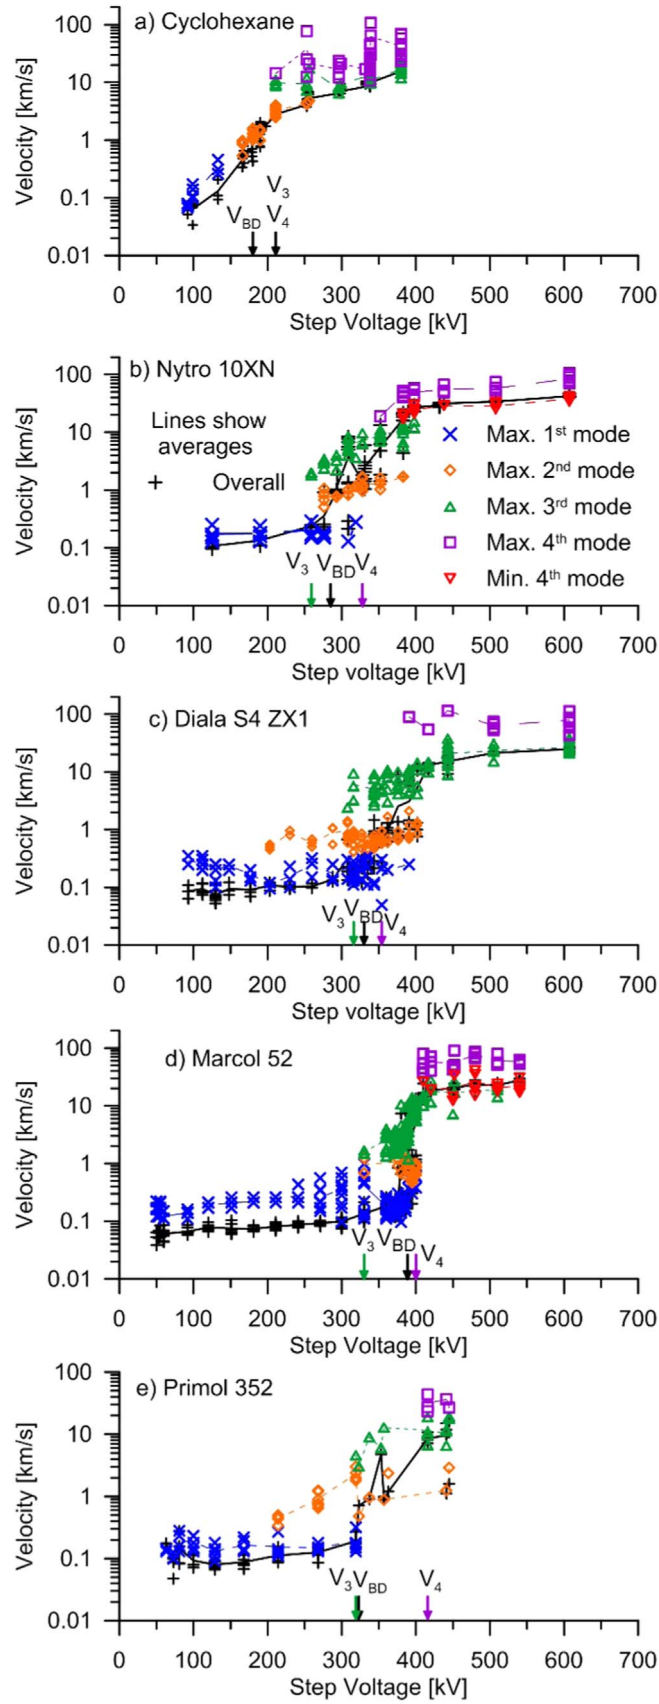 a) Cyclohexane
Velocity [km/s]
100
10
1
0.1
0.01
V3
VBD V4
0 100 200 300 400 500 600 700
Step Voltage [kV]
b) Nytro 10XN
Velocity [km/s]
100
10
1
0.1
0.01
Lines show
averages
+ Overall
Max. 1st mode
Max. 2nd mode
Max. 3rd mode
Max. 4th mode
Min. 4th mode
V3 VBD V4
0 100 200 300 400 500 600 700
Step voltage [kV]
c) Diala S4 ZX1
Velocity [km/s]
100
10
1
0.1
0.01
V3 VBD V4
0 100 200 300 400 500 600 700
Step voltage [kV]
d) Marcol 52
Velocity [km/s]
100
10
1
0.1
0.01
V3 VBD V4
0 100 200 300 400 500 600 700
Step Voltage [kV]
e) Primol 352
Velocity [km/s]
100
10
1
0.1
0.01
V3 VBD V4
0 100 200 300 400 500 600 700
Step Voltage [kV]